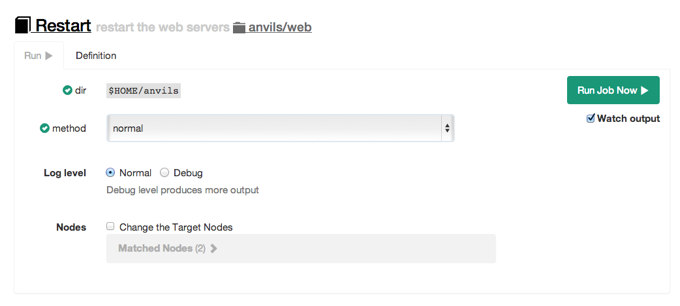 Restart restart the web servers anvils/web
Run Definition
dir $HOME/anvils
Run Job Now
Watch output
method normal
Log level Normal Debug
Debug level produces more output
Nodes Change the Target Nodes
Matched Nodes (2)